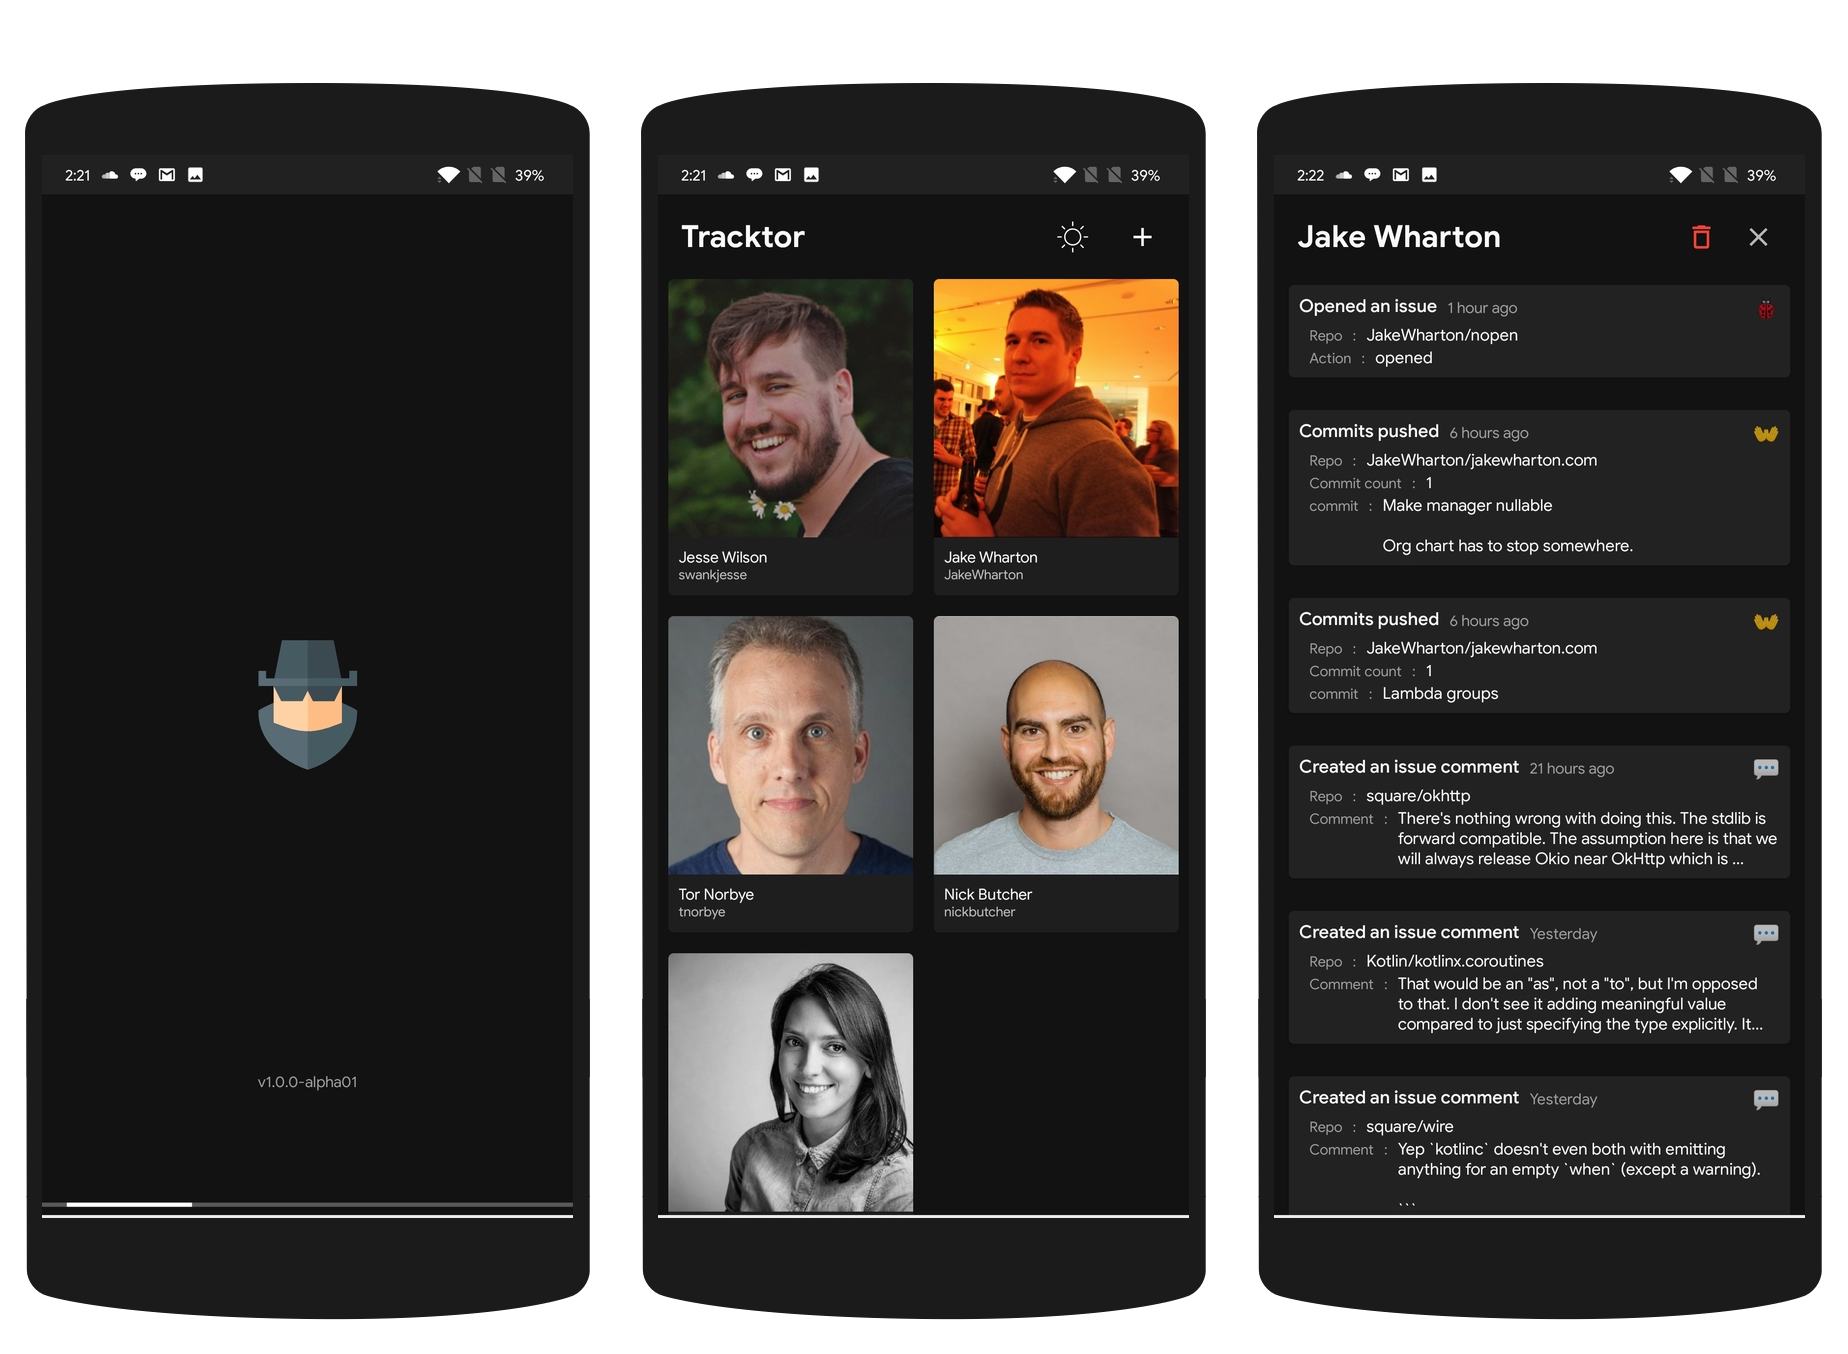 2:21
39%
v1.0.0-alpha01
2:21
39%
Tracktor
Jesse Wilson
swankjesse
Jake Wharton
JakeWharton
Tor Norbye
tnorbye
Nick Butcher
nickbutcher
2:22
39%
Jake Wharton
Opened an issue 1 hour ago
Repo : JakeWharton/nopen
Action : opened
Commits pushed 6 hours ago
Repo : JakeWharton/jakewharton.com
Commit count : 1
commit : Make manager nullable
Org chart has to stop somewhere.
Commits pushed 6 hours ago
Repo : JakeWharton/jakewharton.com
Commit count : 1
commit : Lambda groups
Created an issue comment 21 hours ago
Repo : square/okhttp
Comment : There's nothing wrong with doing this. The stdlib is
forward compatible. The assumption here is that we
will always release Okio near OkHttp which is ...
Created an issue comment Yesterday
Repo : Kotlin/kotlinx.coroutines
Comment : That would be an "as", not a "to", but I'm opposed
to that. I don't see it adding meaningful value
compared to just specifying the type explicitly. It...
Created an issue comment Yesterday
Repo : square/wire
Comment : Yep `kotlinc` doesn't even both with emitting
anything for an empty `when` (except a warning).
```